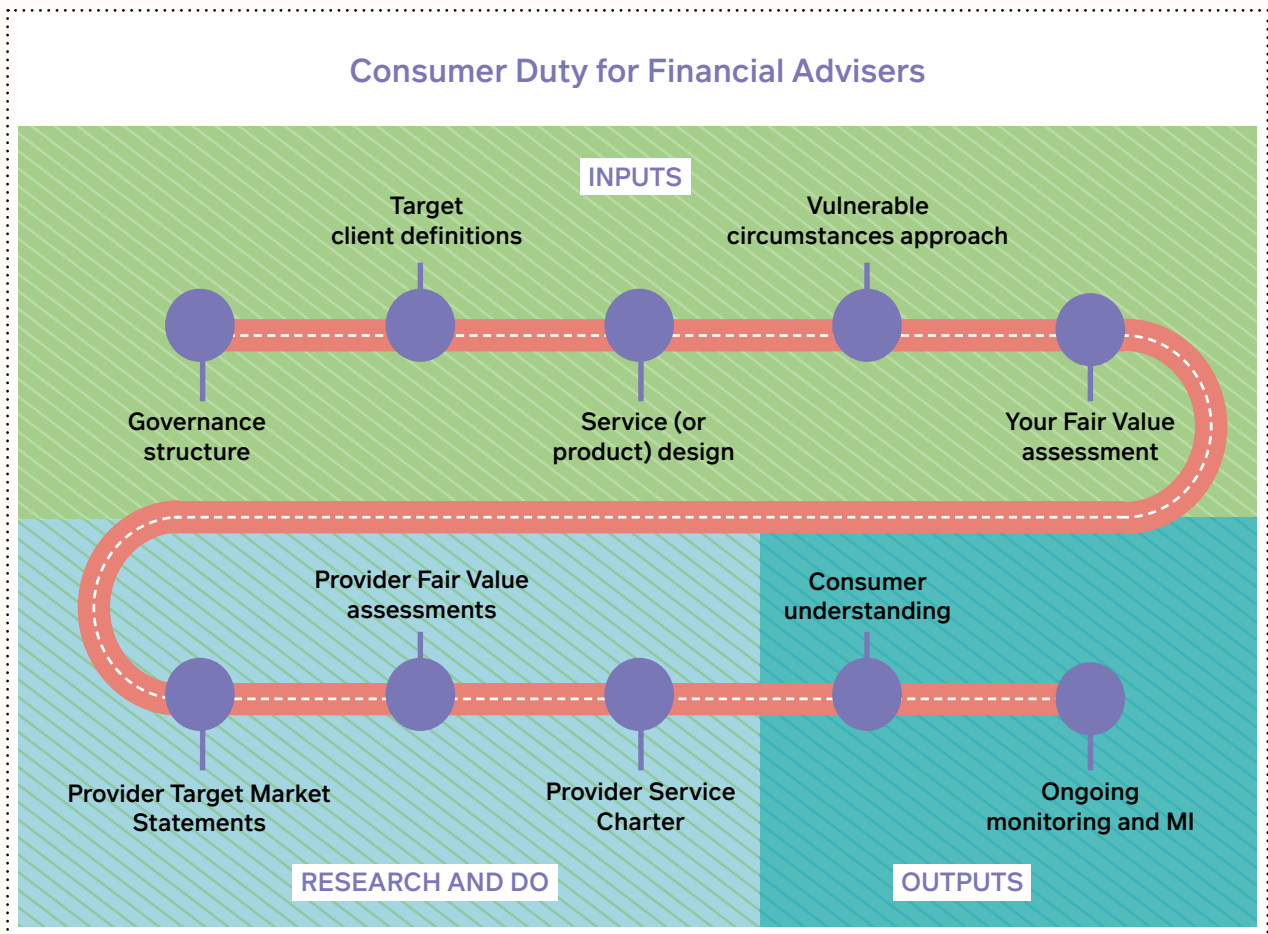 Consumer Duty for Financial Advisers
INPUTS
Target
client definitions
Vulnerable
circumstances approach
Governance
structure
Service (or
product) design
Your Fair Value
assessment
Provider Fair Value
assessments
Consumer
understanding
Provider Target Market
Statements
Provider Service
Charter
Ongoing
monitoring and MI
RESEARCH AND DO
OUTPUTS